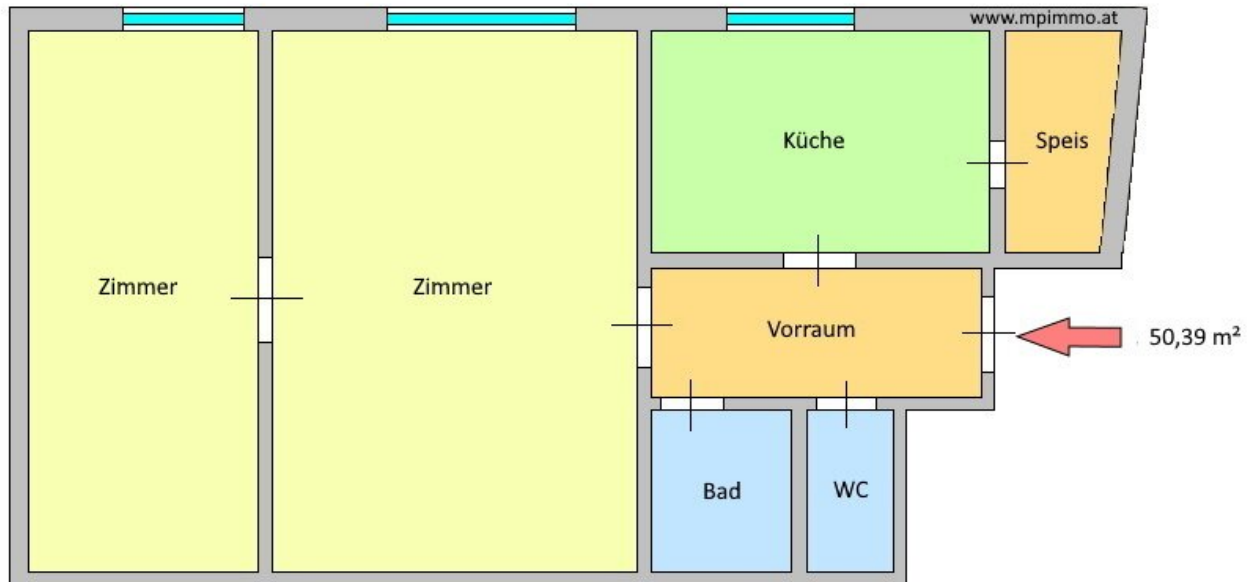 www.mpimmo.at
Küche
Speis
Zimmer
Zimmer
Vorraum
50,39 m²
Bad
WC